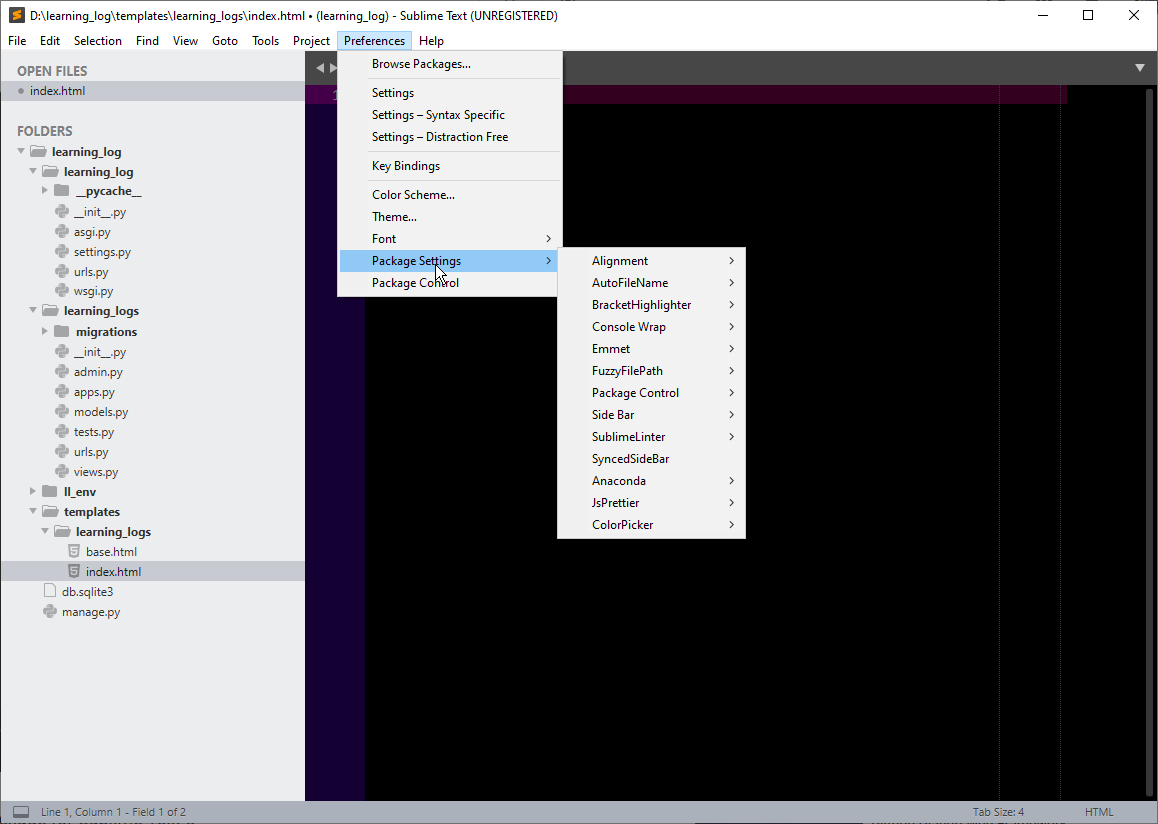 D:\learning_log\templates\learning_logs\index.html • (learning_log) - Sublime Text (UNREGISTERED)
File Edit Selection Find View Goto Tools Project Preferences Help
OPEN FILES
index.html
FOLDERS
learning_log
learning_log
__pycache__
__init__.py
asgi.py
settings.py
urls.py
wsgi.py
learning_logs
migrations
__init__.py
admin.py
apps.py
models.py
tests.py
urls.py
views.py
ll_env
templates
learning_logs
base.html
index.html
db.sqlite3
manage.py
1
Browse Packages...
Settings
Settings – Syntax Specific
Settings – Distraction Free
Key Bindings
Color Scheme...
Theme...
Font
Package Settings
Package Control
Alignment
AutoFileName
BracketHighlighter
Console Wrap
Emmet
FuzzyFilePath
Package Control
Side Bar
SublimeLinter
SyncedSideBar
Anaconda
JsPrettier
ColorPicker
Line 1, Column 1 - Field 1 of 2
Tab Size: 4
HTML